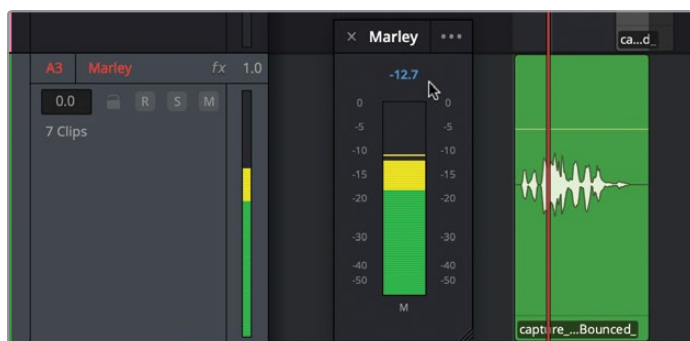 ca...d_
× Marley •••
A3 Marley fx 1.0
-12.7
0.0 R S M
7 Clips
0 0
-5 -5
-10 -10
-15 -15
-20 -20
-30 -30
-40 -40
-50 -50
M
capture_...Bounced_